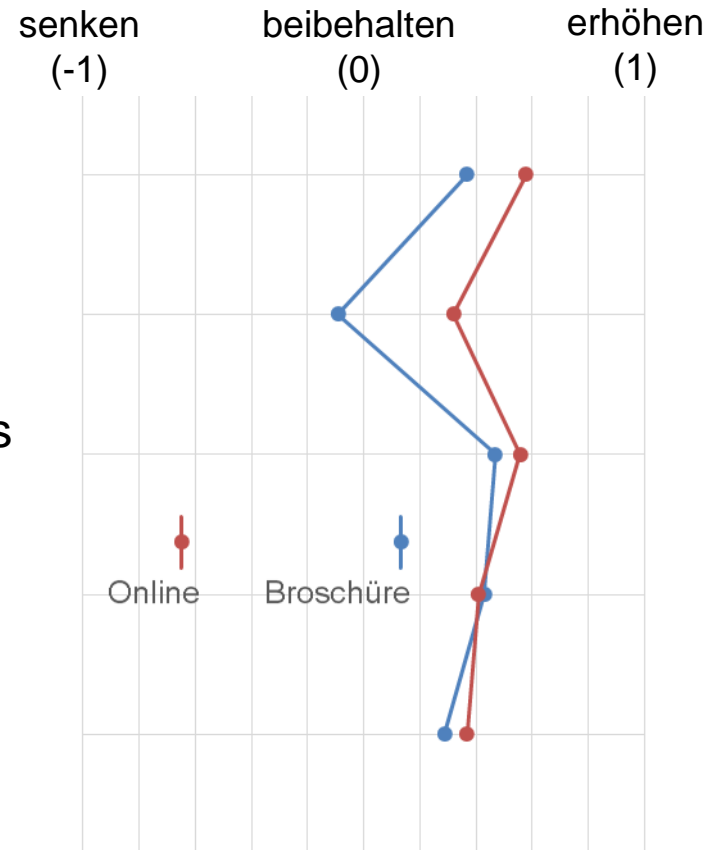 senken beibehalten erhöhen
(-1) (0) (1)
s
Online Broschüre